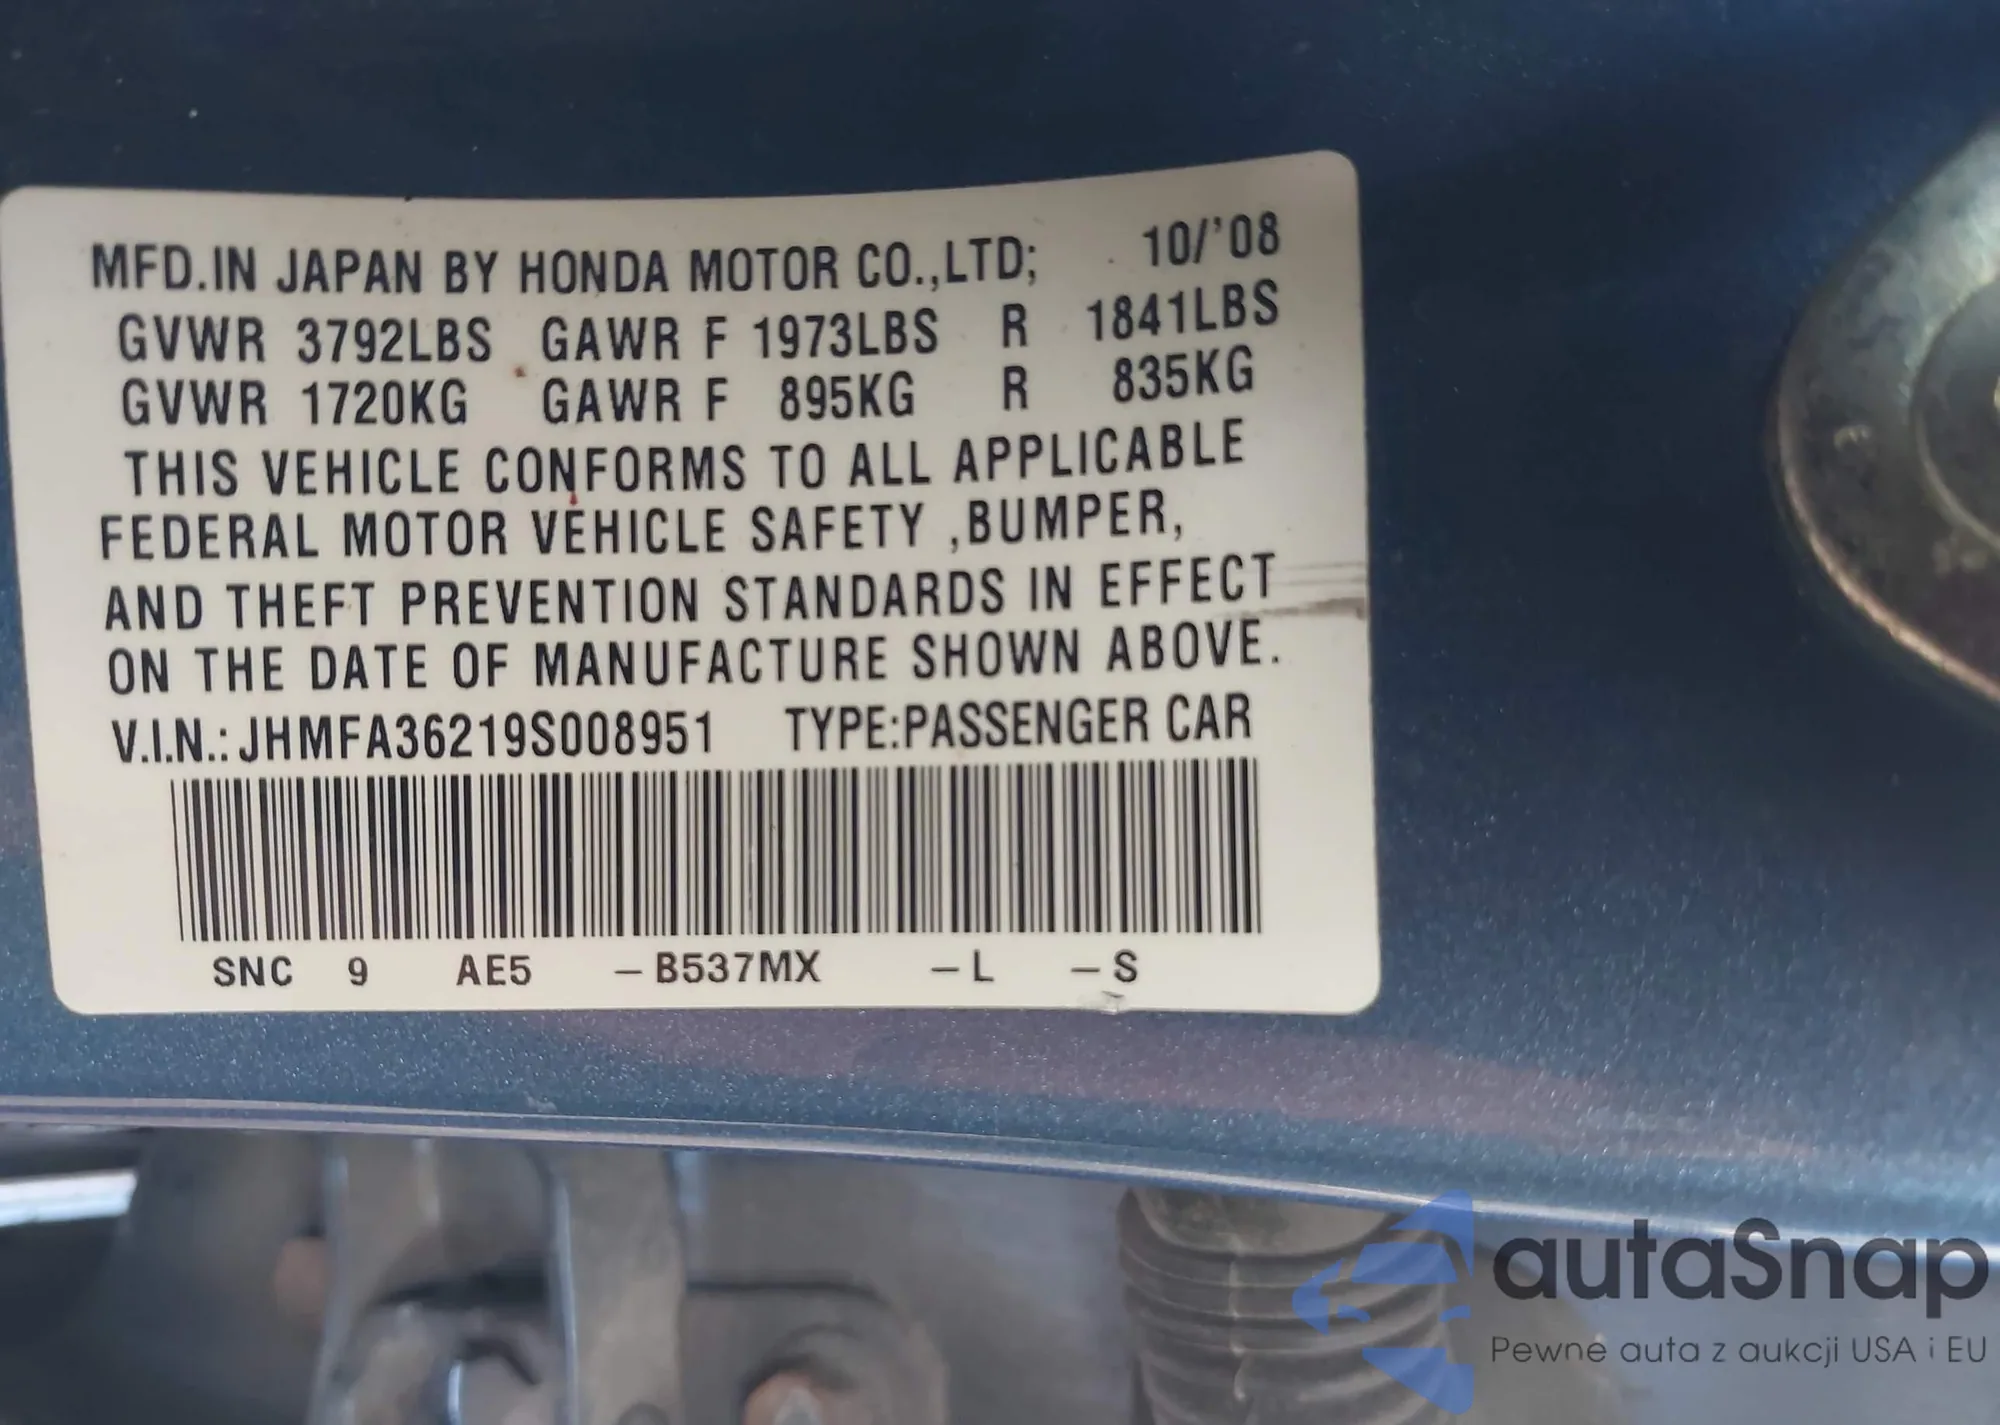 MFD.IN JAPAN BY HONDA MOTOR CO.,LTD; 10/'08
GVWR 3792LBS GAWR F 1973LBS R 1841LBS
GVWR 1720KG GAWR F 895KG R 835KG
THIS VEHICLE CONFORMS TO ALL APPLICABLE
FEDERAL MOTOR VEHICLE SAFETY ,BUMPER,
AND THEFT PREVENTION STANDARDS IN EFFECT
ON THE DATE OF MANUFACTURE SHOWN ABOVE.
V.I.N.: JHMFA36219S008951 TYPE:PASSENGER CAR
SNC 9 AE5 –B537MX –L –S
autaSnap
Pewne auta z aukcji USA i EU